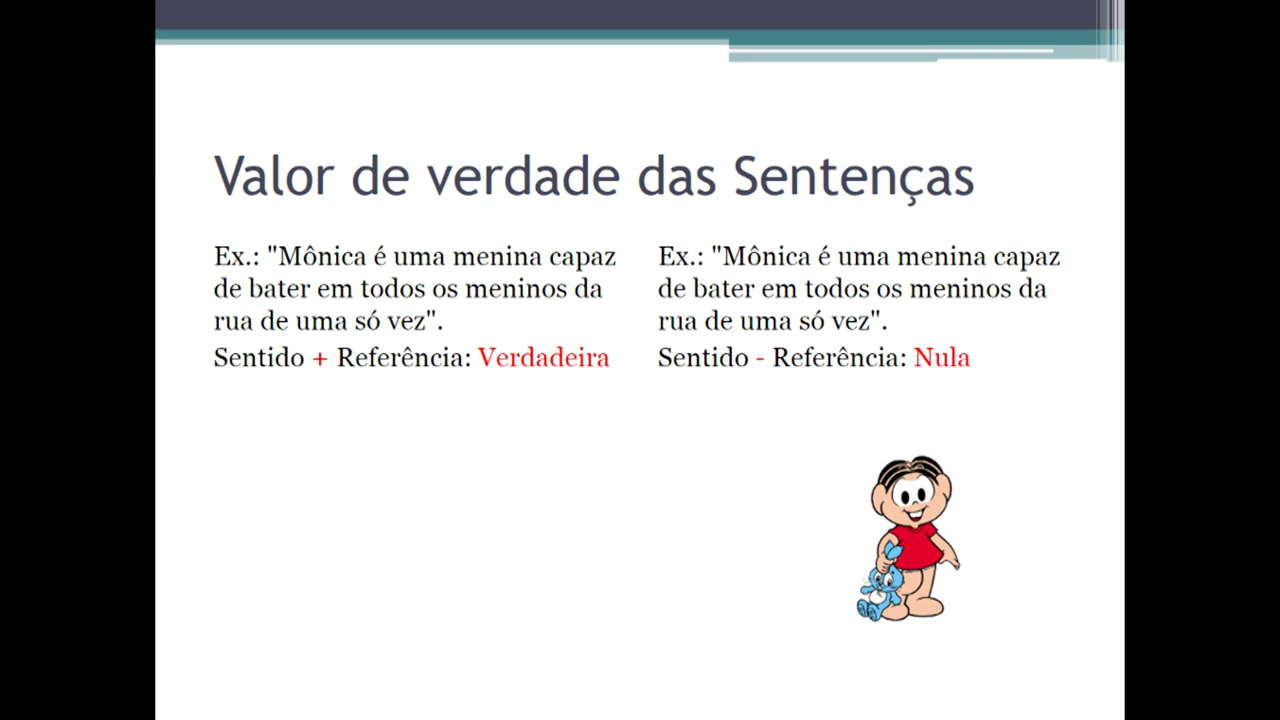 Valor de verdade das Sentenças
Ex.: "Mônica é uma menina capaz
de bater em todos os meninos da
rua de uma só vez".
Sentido + Referência: Verdadeira
Ex.: "Mônica é uma menina capaz
de bater em todos os meninos da
rua de uma só vez".
Sentido - Referência: Nula